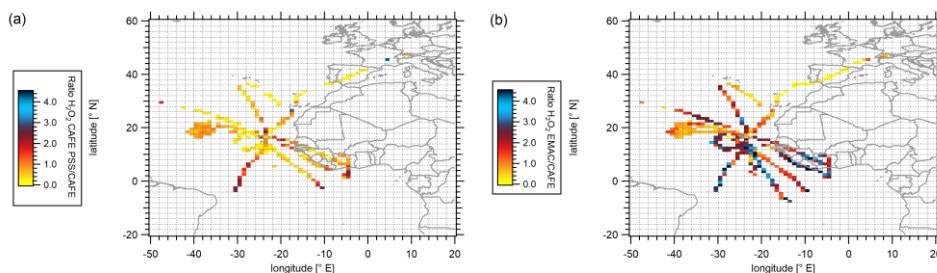 (a)
60
40
20
0
-20
latitude [° N]
-50 -40 -30 -20 -10 0 10 20
longitude [° E]
4.0
3.0
2.0
1.0
0.0
Ratio H₂O₂ CAFE PSS/CAFE
(b)
60
40
20
0
-20
latitude [° N]
-50 -40 -30 -20 -10 0 10 20
longitude [° E]
4.0
3.0
2.0
1.0
0.0
Ratio H₂O₂ EMAC/CAFE